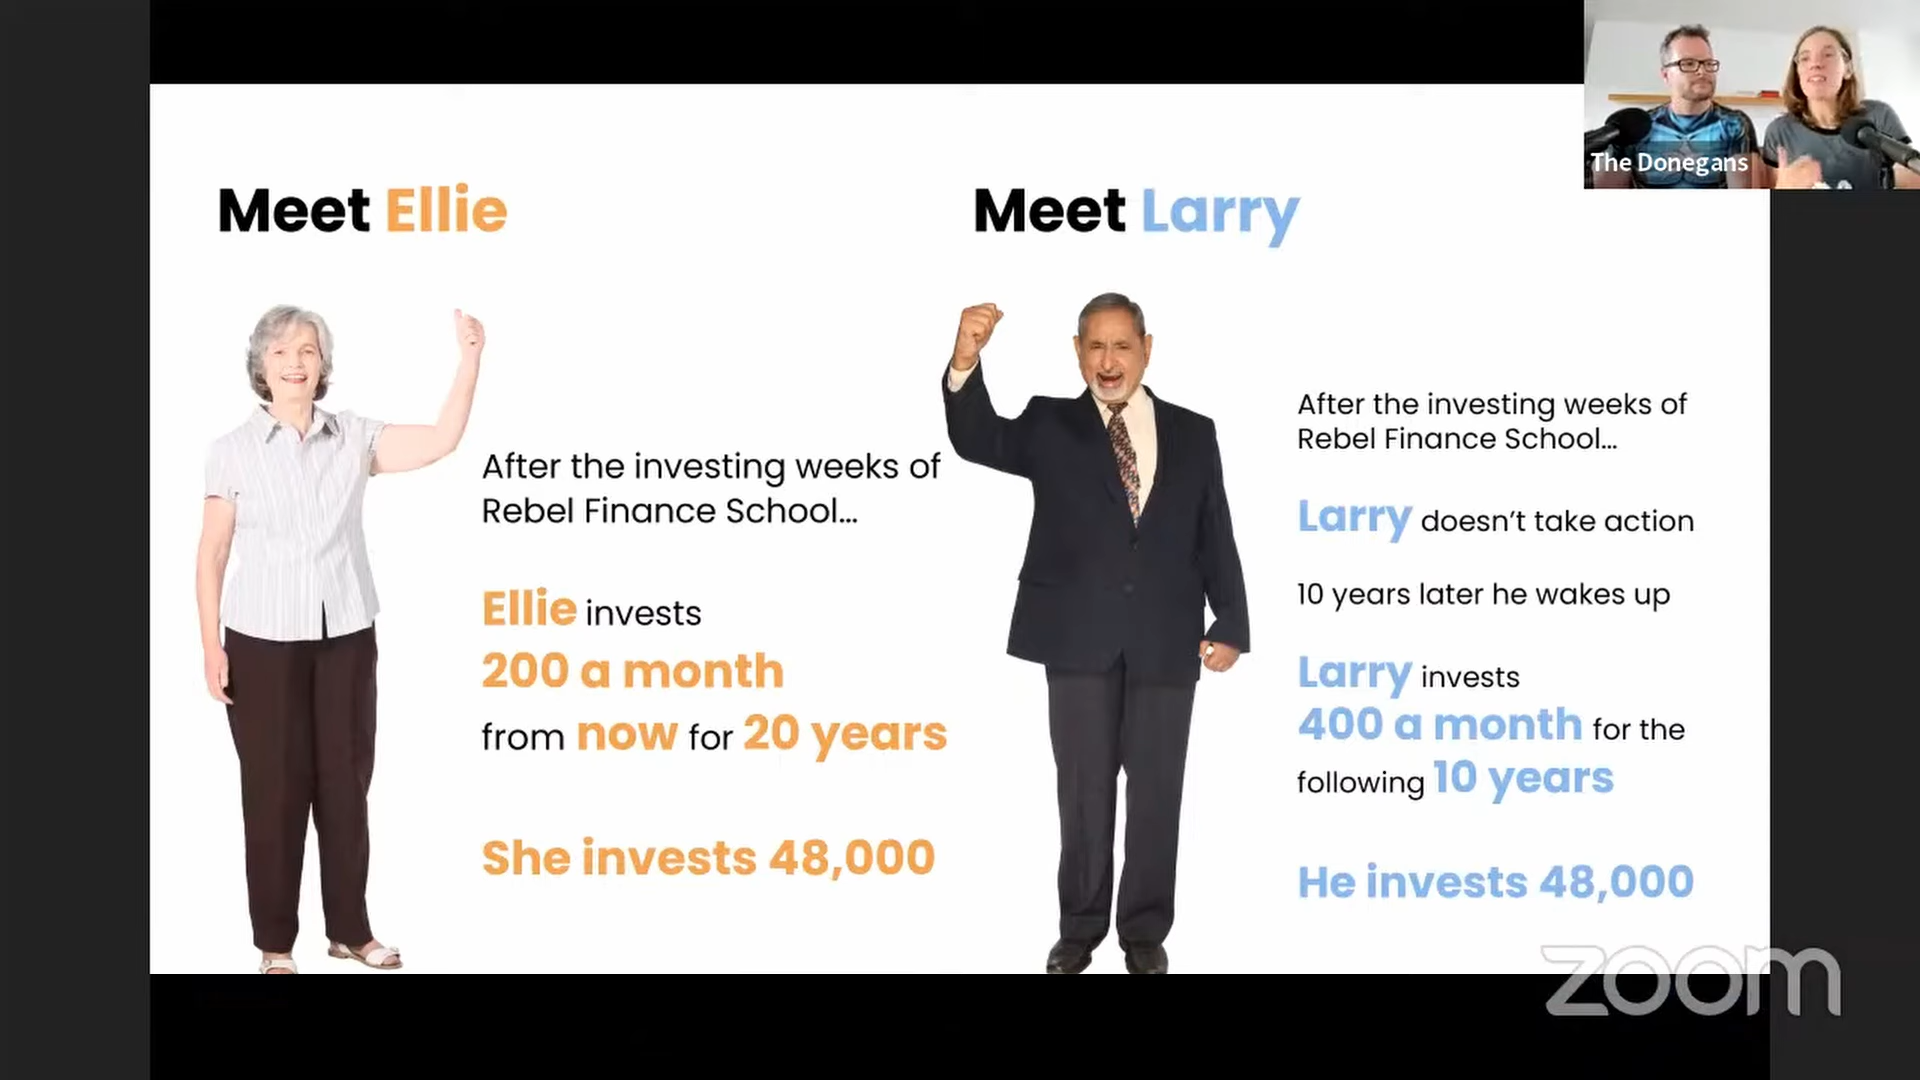 The Donegans
Meet Ellie
After the investing weeks of
Rebel Finance School...
Ellie invests
200 a month
from now for 20 years
She invests 48,000
Meet Larry
After the investing weeks of
Rebel Finance School...
Larry doesn't take action
10 years later he wakes up
Larry invests
400 a month for the
following 10 years
He invests 48,000
zoom